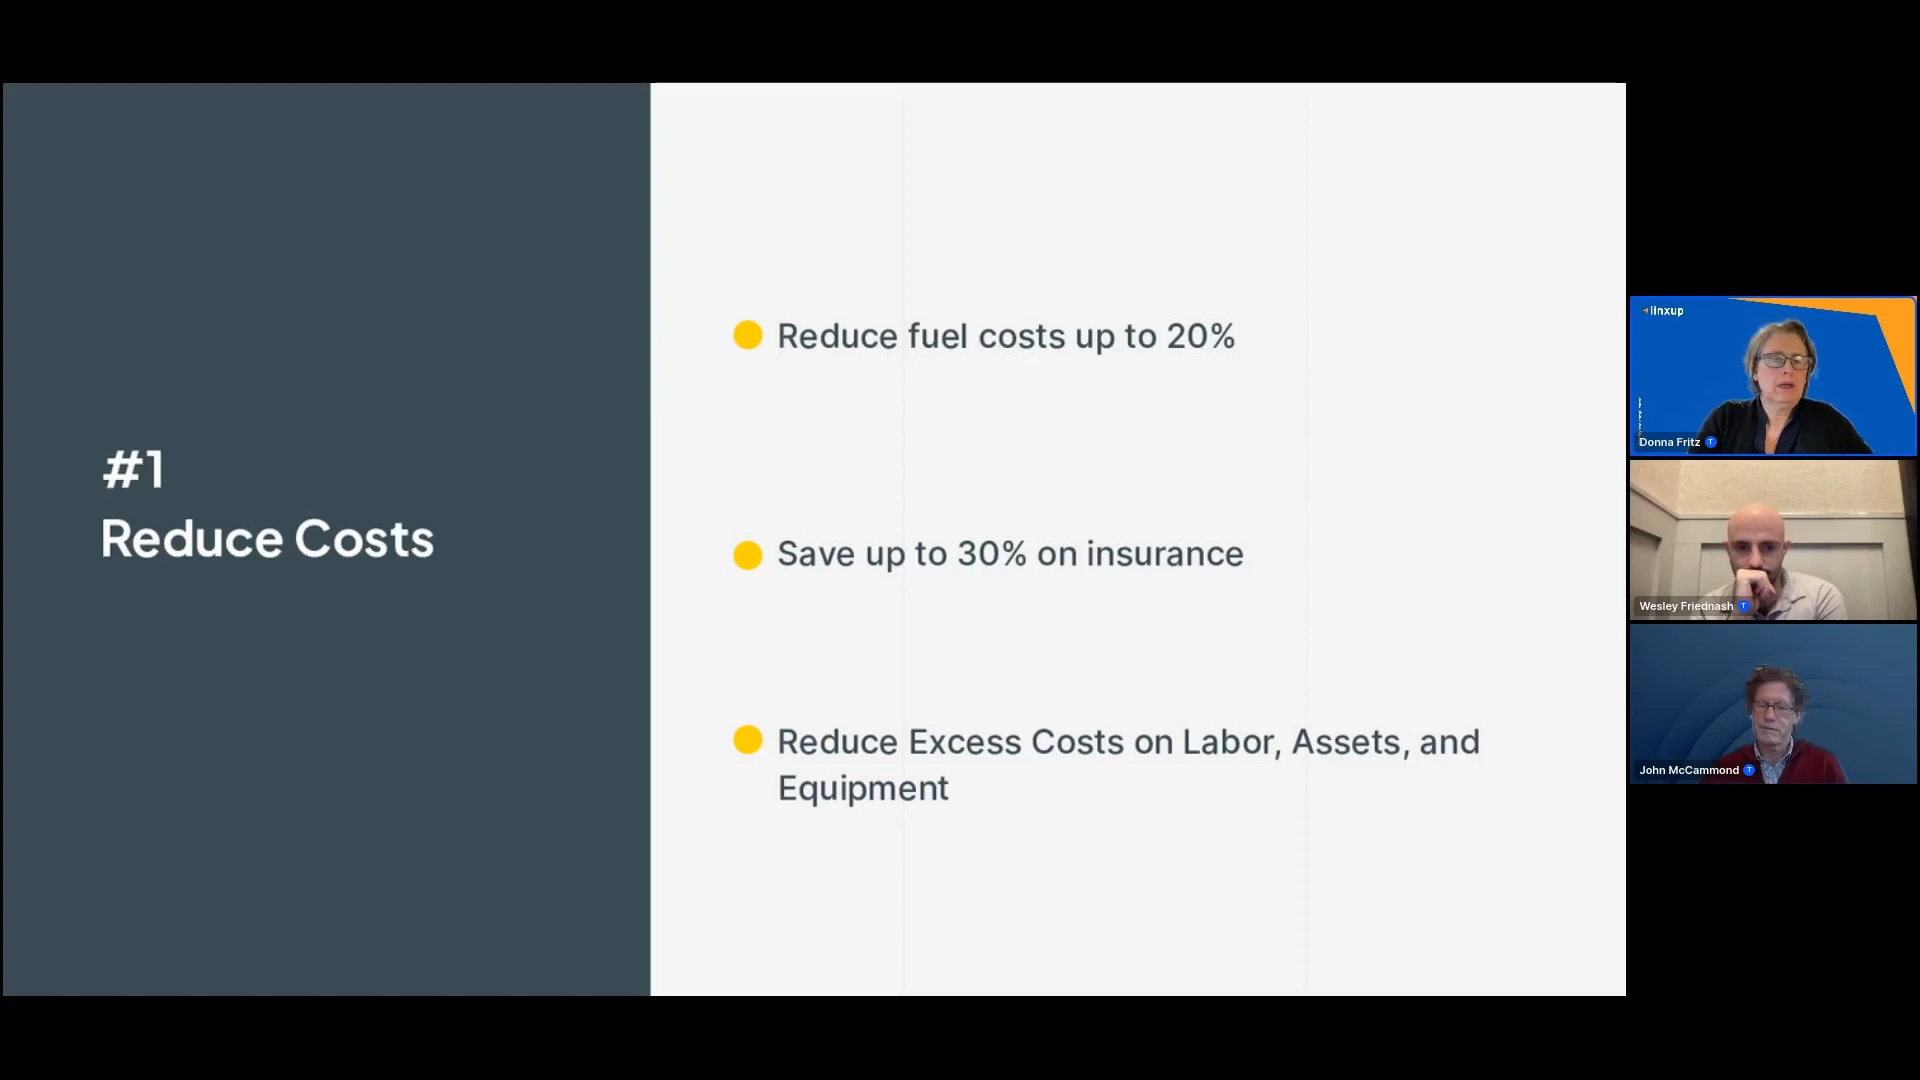 #1
Reduce Costs
Reduce fuel costs up to 20%
Save up to 30% on insurance
Reduce Excess Costs on Labor, Assets, and
Equipment
linxup
Donna Fritz
T
Wesley Friednash
T
John McCammond
T